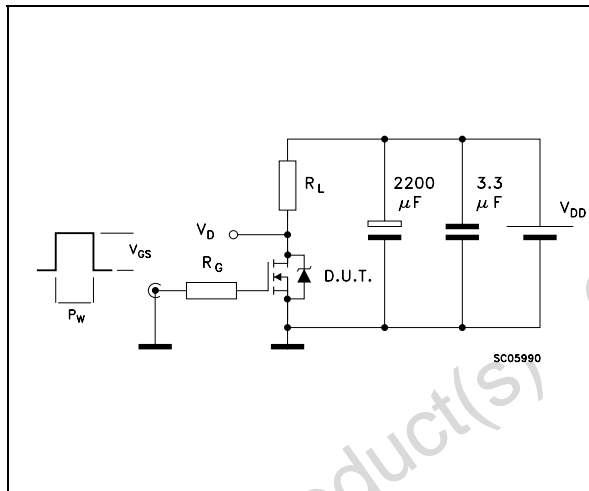 R_L
2200
μF
3.3
μF
V_DD
V_D
V_GS
R_G
D.U.T.
P_W
SC05990
oduct(s)